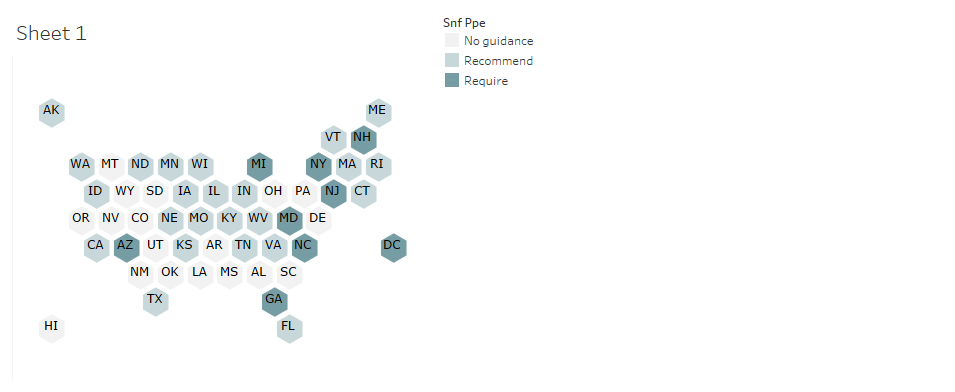 Sheet 1
Snf Ppe
No guidance
Recommend
Require
AK ME
VT NH
WA MT ND MN WI MI NY MA RI
ID WY SD IA IL IN OH PA NJ CT
OR NV CO NE MO KY WV MD DE
CA AZ UT KS AR TN VA NC DC
NM OK LA MS AL SC
TX GA
HI FL